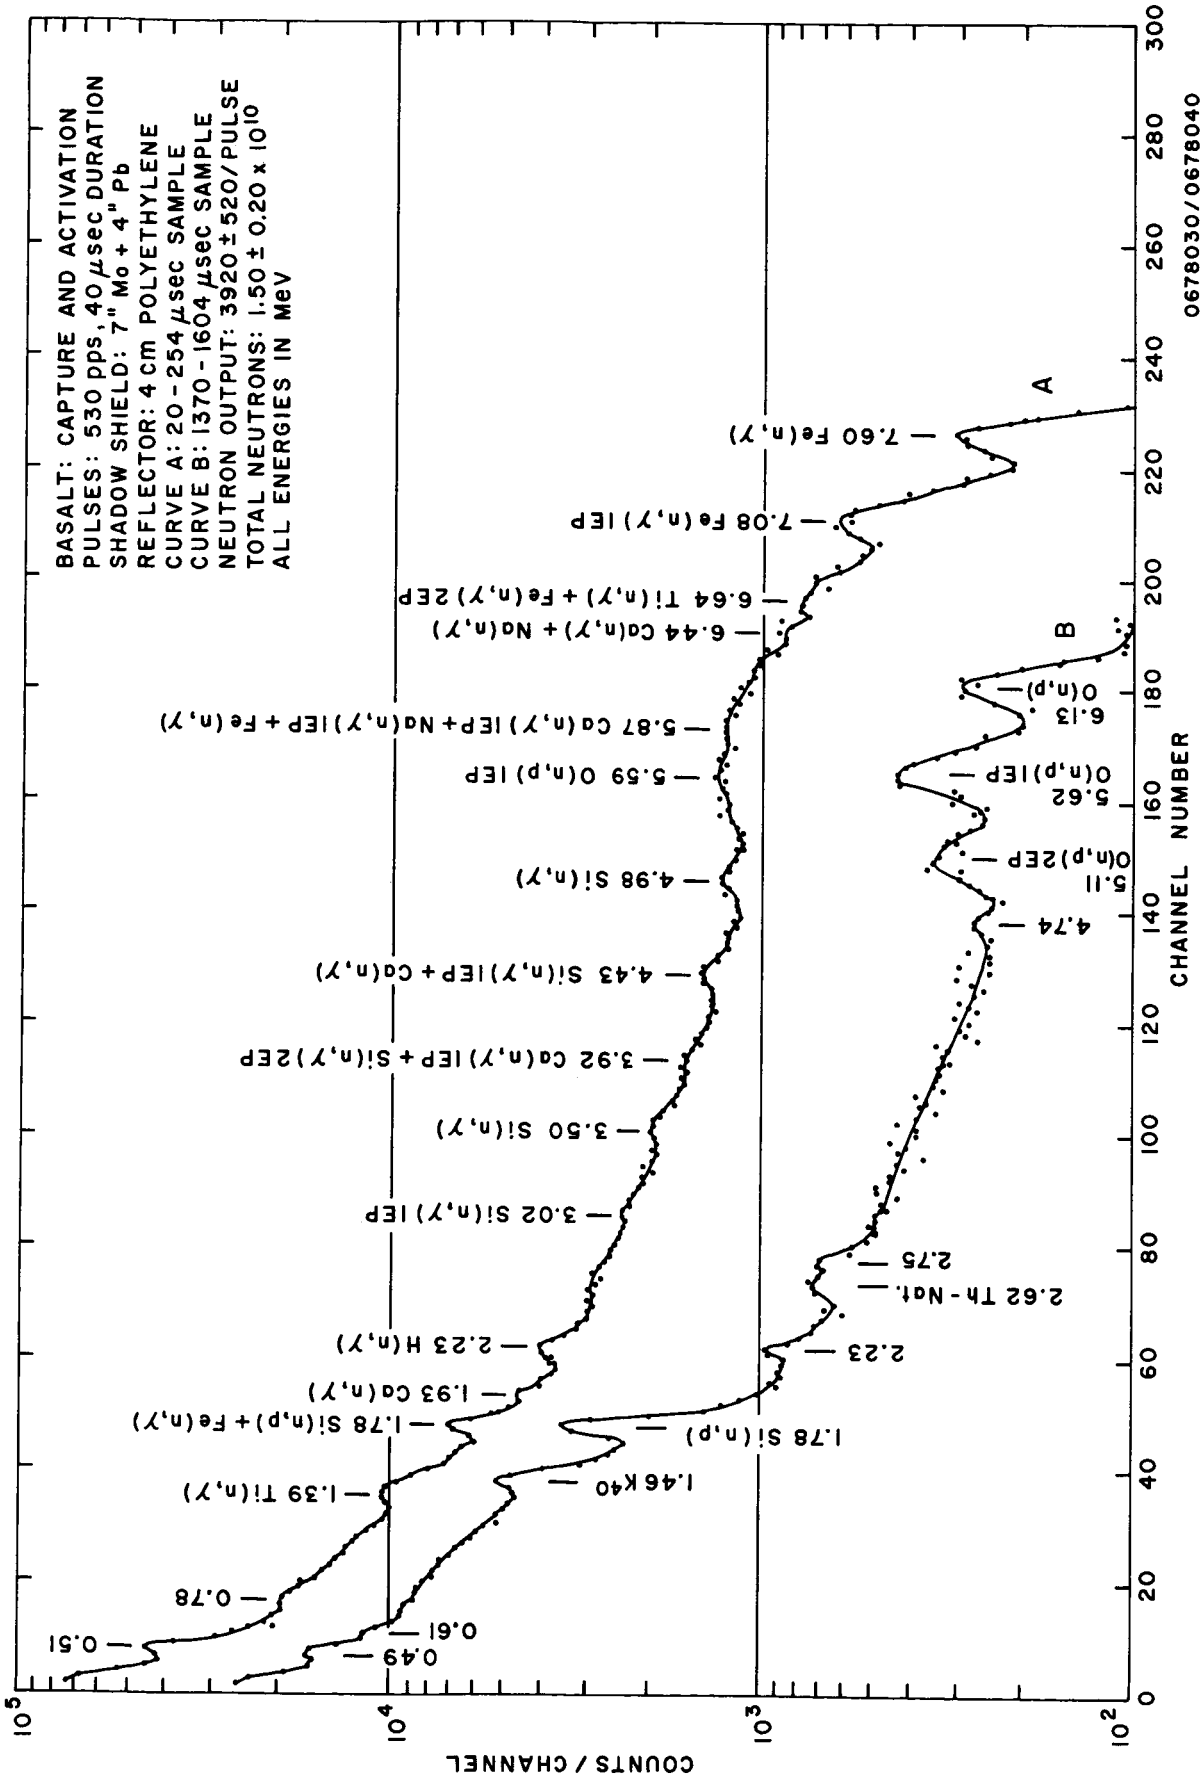 BASALT: CAPTURE AND ACTIVATION
PULSES: 530 pps, 40 μsec DURATION
SHADOW SHIELD: 7" Mo + 4" Pb
REFLECTOR: 4 cm POLYETHYLENE
CURVE A: 20-254 μsec SAMPLE
CURVE B: 1370-1604 μsec SAMPLE
NEUTRON OUTPUT: 3920 ± 520/PULSE
TOTAL NEUTRONS: 1.50 ± 0.20 x 10¹⁰
ALL ENERGIES IN MeV
COUNTS / CHANNEL
10⁵
10⁴
10³
10²
0.51
0.78
1.39 Ti(n,γ)
1.78 Si(n,p) + Fe(n,γ)
1.93 Ca(n,γ)
2.23 H(n,γ)
3.02 Si(n,γ) IEP
3.50 Si(n,γ)
3.92 Ca(n,γ) IEP + Si(n,γ) 2EP
4.43 Si(n,γ) IEP + Ca(n,γ)
4.98 Si(n,γ)
5.59 O(n,p) IEP
5.87 Ca(n,γ) IEP + Na(n,γ) IEP + Fe(n,γ)
6.44 Ca(n,γ) + Na(n,γ)
6.64 Ti(n,γ) + Fe(n,γ) 2EP
7.08 Fe(n,γ) IEP
7.60 Fe(n,γ)
A
0.49
0.61
1.46 K40
1.78 Si(n,p)
2.23
2.62 Th-Nat.
2.75
4.74
5.11
O(n,p) 2EP
5.62
O(n,p) IEP
6.13
O(n,p)
B
0 20 40 60 80 100 120 140 160 180 200 220 240 260 280 300
CHANNEL NUMBER
0678030/0678040